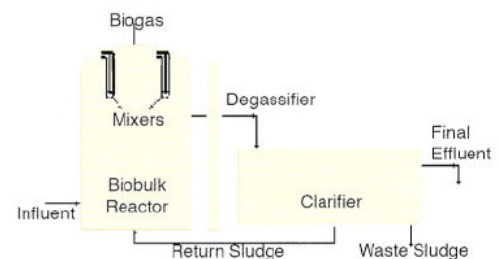 Biogas
Degassifier
Mixers
Final
Effluent
Biobulk
Reactor
Clarifier
Influent
Return Sludge
Waste Sludge